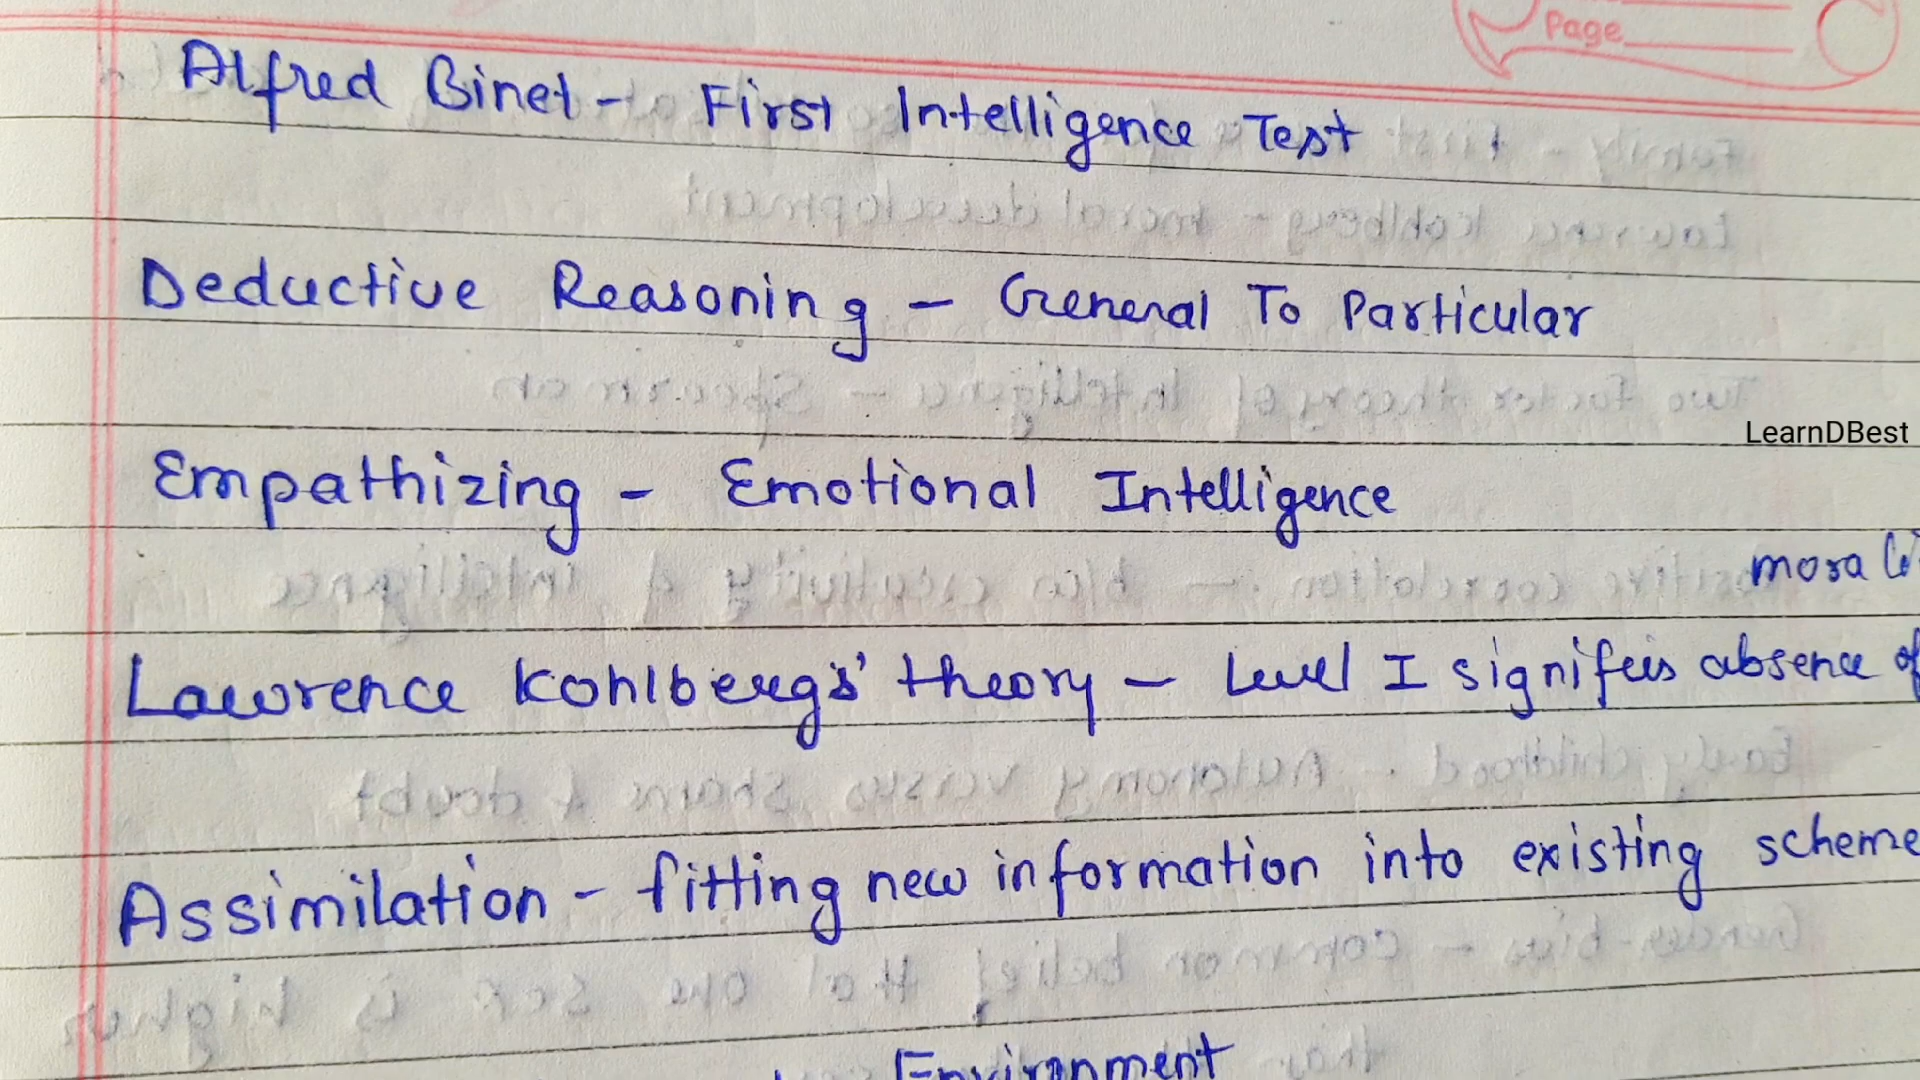 Page
Alfred Binet - First Intelligence Test
Deductive Reasoning - General To Particular
LearnDBest
Empathizing - Emotional Intelligence
Lawrence Kohlberg's' theory - Level I signifies absence of
Assimilation - fitting new information into existing scheme
Environment